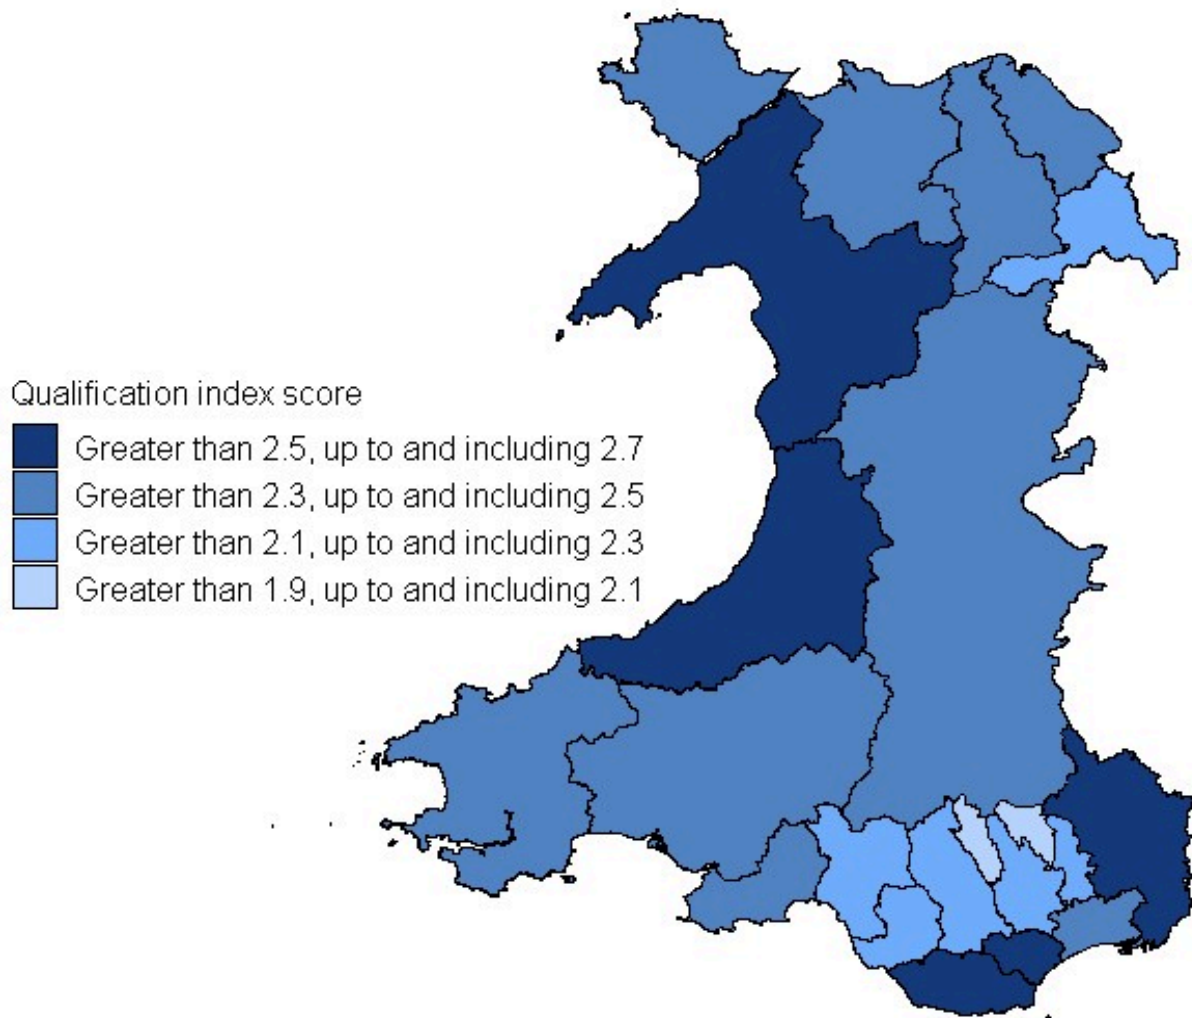 Qualification index score
Greater than 2.5, up to and including 2.7
Greater than 2.3, up to and including 2.5
Greater than 2.1, up to and including 2.3
Greater than 1.9, up to and including 2.1